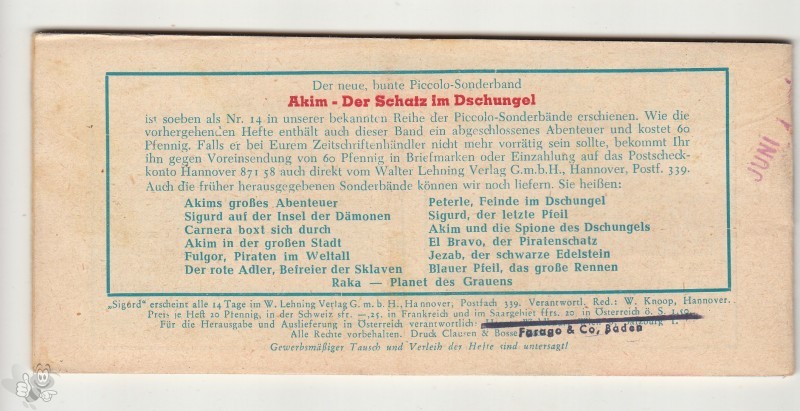 Der neue, bunte Piccolo-Sonderband
Akim - Der Schatz im Dschungel
ist soeben als Nr. 14 in unserer bekannten Reihe der Piccolo-Sonderbände erschienen. Wie die
vorhergehenden Hefte enthält auch dieser Band ein abgeschlossenes Abenteuer und kostet 60
Pfennig. Falls er bei Eurem Zeitschriftenhändler nicht mehr vorrätig sein sollte, bekommt Ihr
ihn gegen Voreinsendung von 60 Pfennig in Briefmarken oder Einzahlung auf das Postscheck-
konto Hannover 871 58 auch direkt vom Walter Lehning Verlag G.m.b.H., Hannover, Postf. 339.
Auch die früher herausgegebenen Sonderbände können wir noch liefern. Sie heißen:
Akims großes Abenteuer
Sigurd auf der Insel der Dämonen
Carnera boxt sich durch
Akim in der großen Stadt
Fulgor, Piraten im Weltall
Der rote Adler, Befreier der Sklaven
Peterle, Feinde im Dschungel
Sigurd, der letzte Pfeil
Akim und die Spione des Dschungels
El Bravo, der Piratenschatz
Jezab, der schwarze Edelstein
Blauer Pfeil, das große Rennen
Raka — Planet des Grauens
„Sigurd" erscheint alle 14 Tage im W. Lehning Verlag G. m. b. H., Hannover, Postfach 339. Verantwortl. Red.: W. Knoop, Hannover.
Preis je Heft 20 Pfennig, in der Schweiz sfr. —,25, in Frankreich und im Saargebiet ffrs. 20, in Österreich ö. S. 1.50
Für die Herausgabe und Auslieferung in Österreich verantwortlich:
Farago & Co, Baden
Alle Rechte vorbehalten. Druck Clausen & Bosse
Gewerbsmäßiger Tausch und Verleih der Hefte sind untersagt!
JUNI